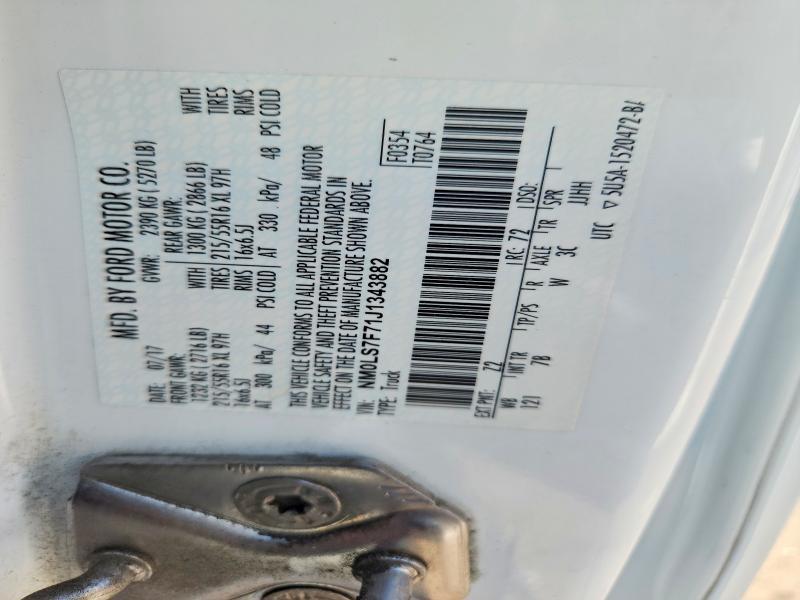 MFD. BY FORD MOTOR CO.
DATE: 07/17 GVWR: 2390 KG ( 5270 LB)
FRONT GAWR: REAR GAWR:
1232 KG ( 2716 LB) WITH 1300 KG ( 2866 LB) WITH
215/55R16 XL 97H TIRES 215/55R16 XL 97H TIRES
16x6.5J RIMS 16x6.5J RIMS
AT 300 kPa/ 44 PSI COLD AT 330 kPa/ 48 PSI COLD
THIS VEHICLE CONFORMS TO ALL APPLICABLE FEDERAL MOTOR
VEHICLE SAFETY AND THEFT PREVENTION STANDARDS IN
EFFECT ON THE DATE OF MANUFACTURE SHOWN ABOVE.
VIN: NM0LS7F71J1343882
TYPE: Truck
F0354
T0764
EXT PNT: Z2 RC: 72 DSO:
WB INT TR TP/PS R AXLE TR SPR
121 7B W 3C JJHH
UTC ▽ 5U5A-1520472-BA